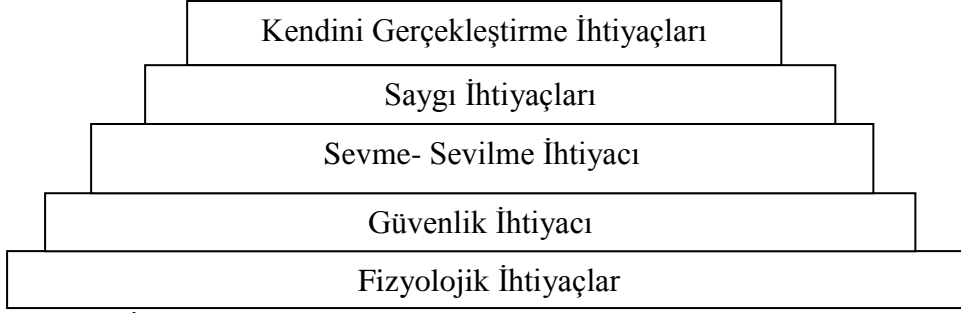 Kendini Gerçekleştirme İhtiyaçları
Saygı İhtiyaçları
Sevme- Sevilme İhtiyacı
Güvenlik İhtiyacı
Fizyolojik İhtiyaçlar